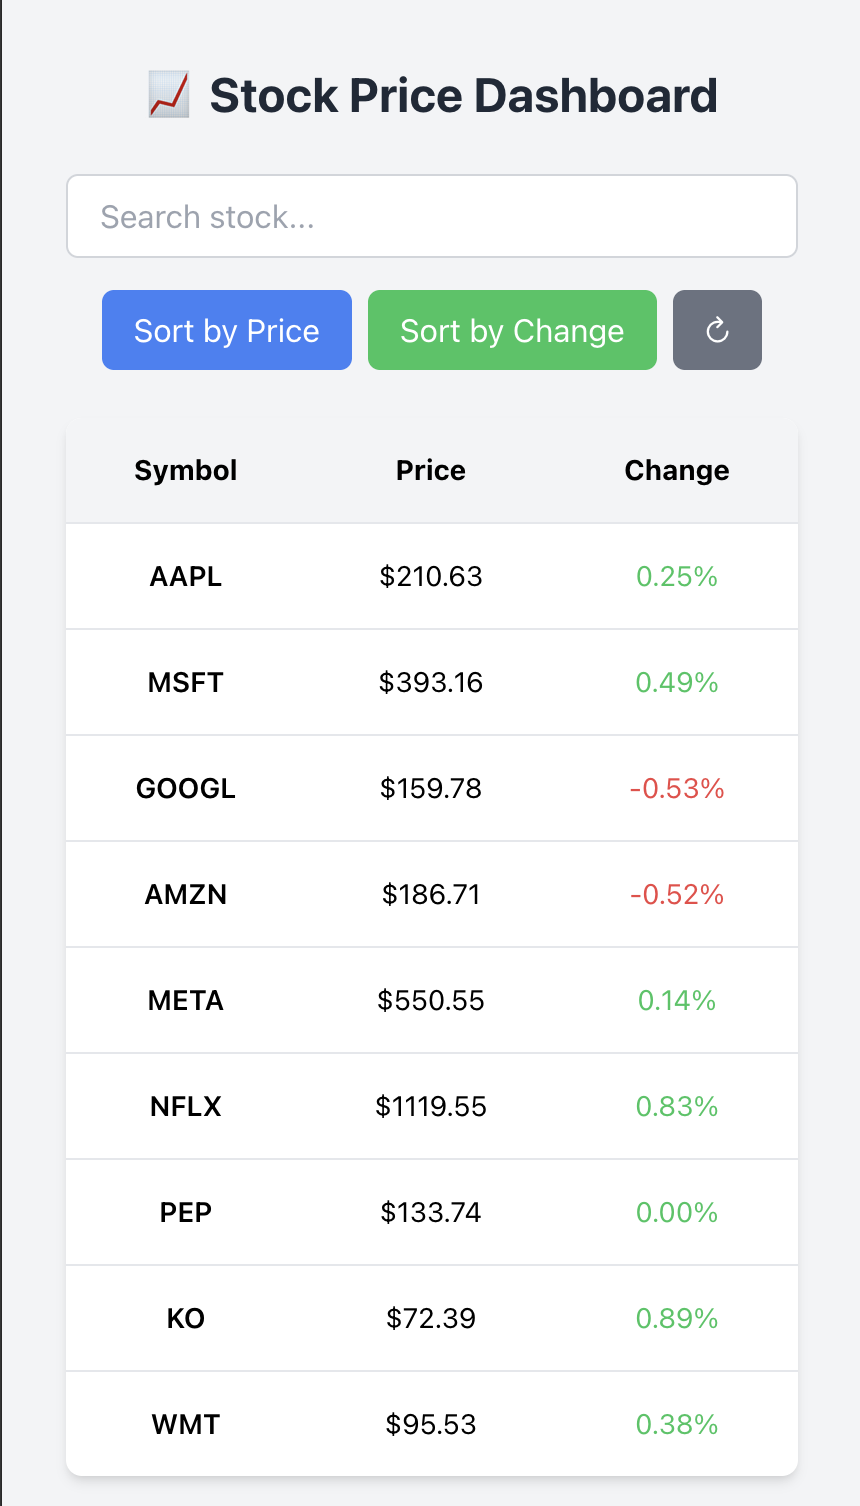 📈 Stock Price Dashboard
Search stock...
Sort by Price Sort by Change ↻
Symbol Price Change
AAPL $210.63 0.25%
MSFT $393.16 0.49%
GOOGL $159.78 -0.53%
AMZN $186.71 -0.52%
META $550.55 0.14%
NFLX $1119.55 0.83%
PEP $133.74 0.00%
KO $72.39 0.89%
WMT $95.53 0.38%